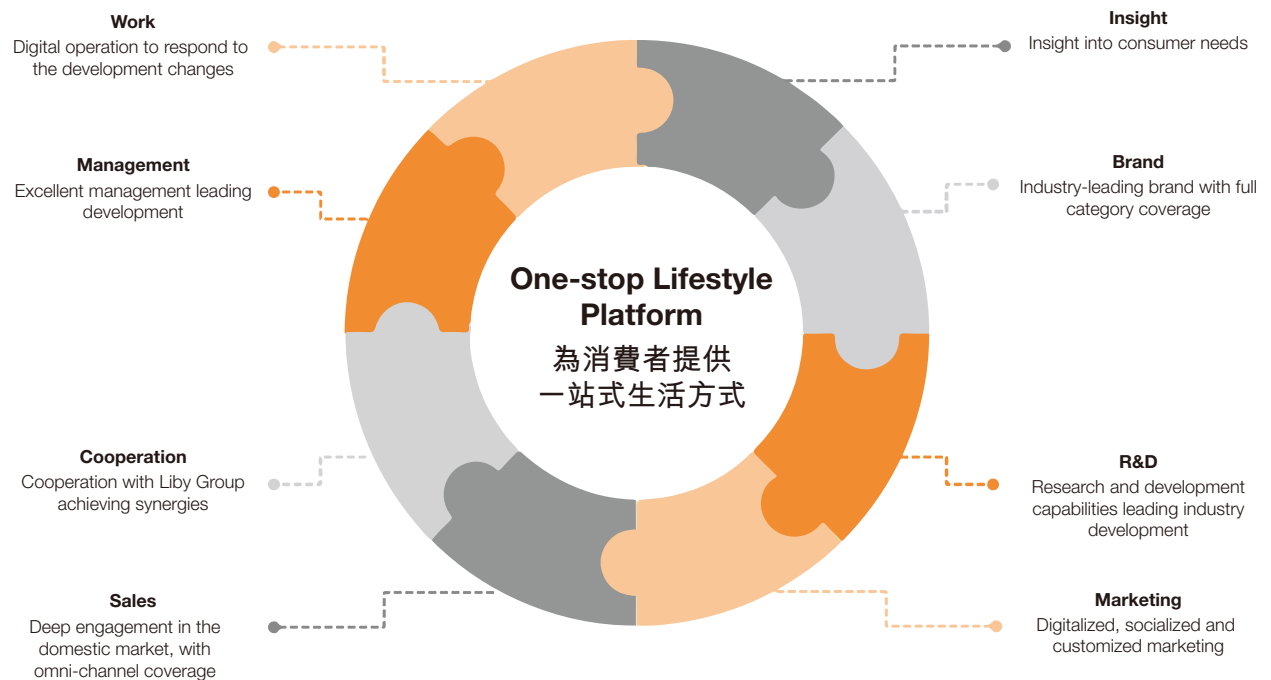 Work
Digital operation to respond to
the development changes
Insight
Insight into consumer needs
Management
Excellent management leading
development
Brand
Industry-leading brand with full
category coverage
One-stop Lifestyle
Platform
為消費者提供
一站式生活方式
Cooperation
Cooperation with Liby Group
achieving synergies
R&D
Research and development
capabilities leading industry
development
Sales
Deep engagement in the
domestic market, with
omni-channel coverage
Marketing
Digitalized, socialized and
customized marketing